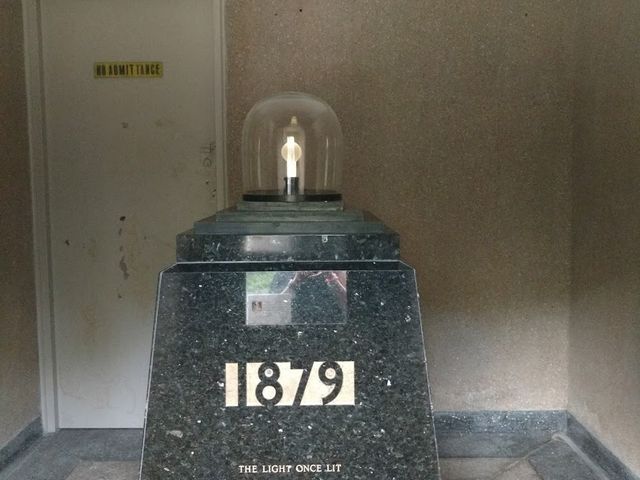 NO ADMITTANCE
1879
THE LIGHT ONCE LIT